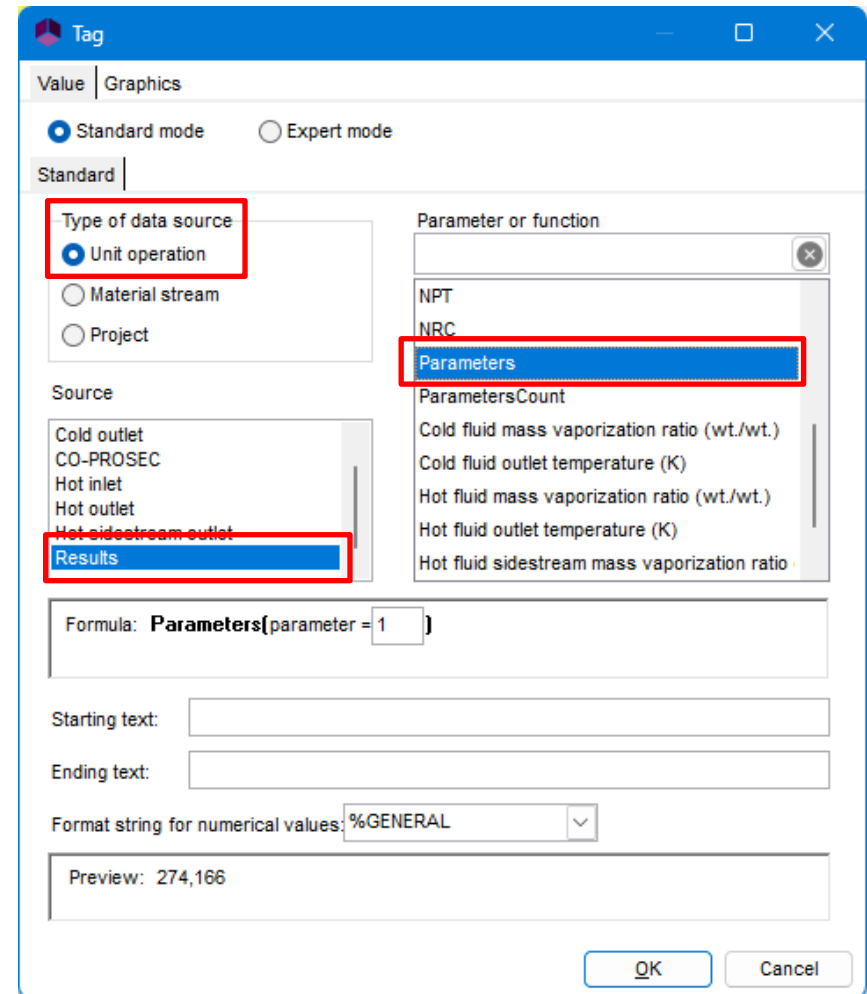 Tag
Value Graphics
Standard mode Expert mode
Standard
Type of data source
Unit operation
Material stream
Project
Source
Cold outlet
CO-PROSEC
Hot inlet
Hot outlet
Hot sidestream outlet
Results
Parameter or function
NPT
NRC
Parameters
ParametersCount
Cold fluid mass vaporization ratio (wt./wt.)
Cold fluid outlet temperature (K)
Hot fluid mass vaporization ratio (wt./wt.)
Hot fluid outlet temperature (K)
Hot fluid sidestream mass vaporization ratio
Formula: Parameters(parameter = 1 )
Starting text:
Ending text:
Format string for numerical values: %GENERAL
Preview: 274,166
OK Cancel